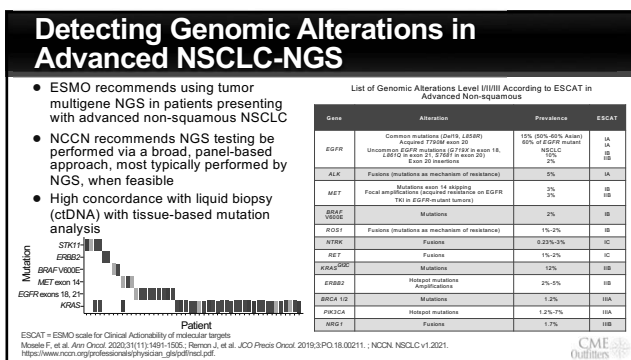 Detecting Genomic Alterations in
Advanced NSCLC-NGS
● ESMO recommends using tumor
multigene NGS in patients presenting
with advanced non-squamous NSCLC
● NCCN recommends NGS testing be
performed via a broad, panel-based
approach, most typically performed by
NGS, when feasible
● High concordance with liquid biopsy
(ctDNA) with tissue-based mutation
analysis
Mutation
STK11
ERBB2
BRAF V600E
MET exon 14
EGFR exons 18, 21
KRAS
Patient
List of Genomic Alterations Level I/II/III According to ESCAT in
Advanced Non-squamous
Gene Alteration Prevalence ESCAT
EGFR
Common mutations (Del19, L858R) 15% (50%-60% Asian) IA
Acquired T790M exon 20 60% of EGFR mutant IA
Uncommon EGFR mutations (G719X in exon 18, NSCLC
L861Q in exon 21, S768I in exon 20) 10% IB
Exon 20 insertions 2% IIB
ALK Fusions (mutations as mechanism of resistance) 5% IA
MET
Mutations exon 14 skipping 3% IB
Focal amplifications (acquired resistance on EGFR 3% IIB
TKI in EGFR-mutant tumors)
BRAF
V600E Mutations 2% IB
ROS1 Fusions (mutations as mechanism of resistance) 1%-2% IB
NTRK Fusions 0.23%-3% IC
RET Fusions 1%-2% IC
KRAS G12C Mutations 12% IIB
ERBB2 Hotspot mutations
Amplifications 2%-5% IIB
BRCA 1/2 Mutations 1.2% IIIA
PIK3CA Hotspot mutations 1.2%-7% IIIA
NRG1 Fusions 1.7% IIIB
ESCAT = ESMO scale for Clinical Actionability of molecular targets
Mosele F, et al. Ann Oncol. 2020;31(11):1491-1505.; Remon J, et al. JCO Precis Oncol. 2019;3:PO.18.00211. ; NCCN. NSCLC v1.2021.
https://www.nccn.org/professionals/physician_gls/pdf/nscl.pdf.
CME
Outfitters